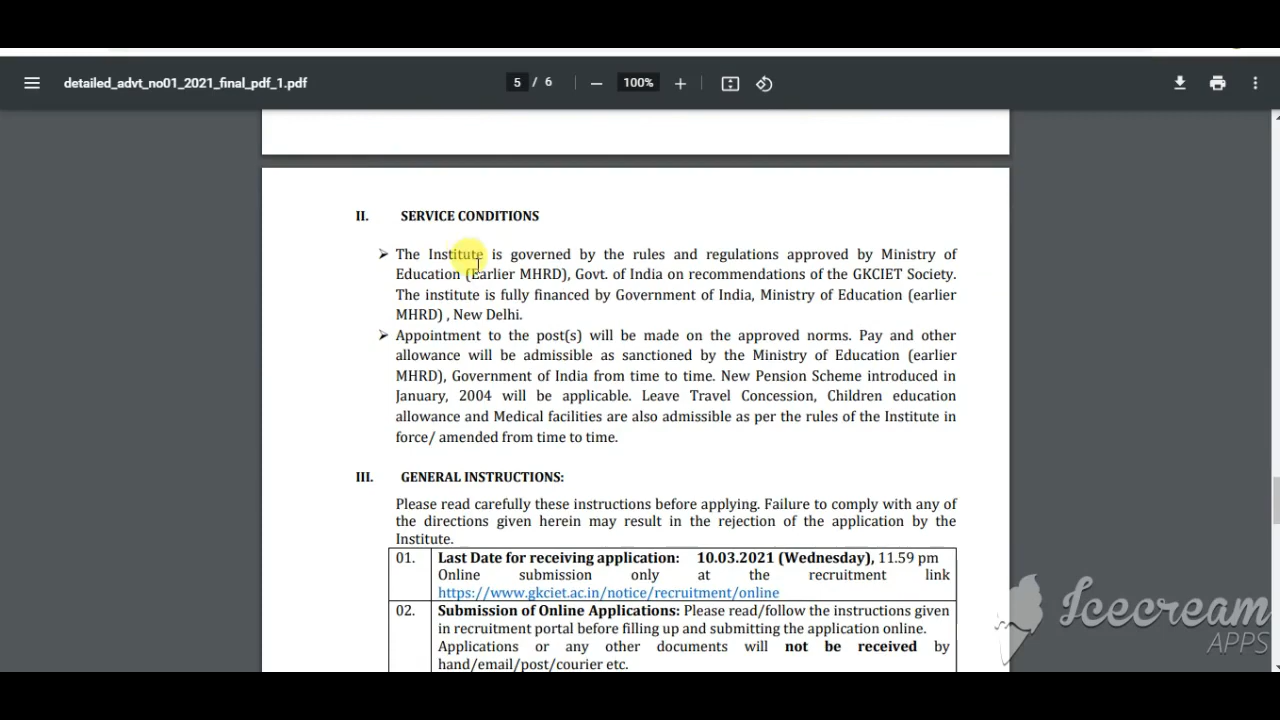 detailed_advt_no01_2021_final_pdf_1.pdf
5 / 6
100%
II. SERVICE CONDITIONS
➢ The Institute is governed by the rules and regulations approved by Ministry of
Education (Earlier MHRD), Govt. of India on recommendations of the GKCIET Society.
The institute is fully financed by Government of India, Ministry of Education (earlier
MHRD) , New Delhi.
➢ Appointment to the post(s) will be made on the approved norms. Pay and other
allowance will be admissible as sanctioned by the Ministry of Education (earlier
MHRD), Government of India from time to time. New Pension Scheme introduced in
January, 2004 will be applicable. Leave Travel Concession, Children education
allowance and Medical facilities are also admissible as per the rules of the Institute in
force/ amended from time to time.
III. GENERAL INSTRUCTIONS:
Please read carefully these instructions before applying. Failure to comply with any of
the directions given herein may result in the rejection of the application by the
Institute.
01. Last Date for receiving application: 10.03.2021 (Wednesday), 11.59 pm
Online submission only at the recruitment link
https://www.gkciet.ac.in/notice/recruitment/online
02. Submission of Online Applications: Please read/follow the instructions given
in recruitment portal before filling up and submitting the application online.
Applications or any other documents will not be received by
hand/email/post/courier etc.
Icecream
APPS